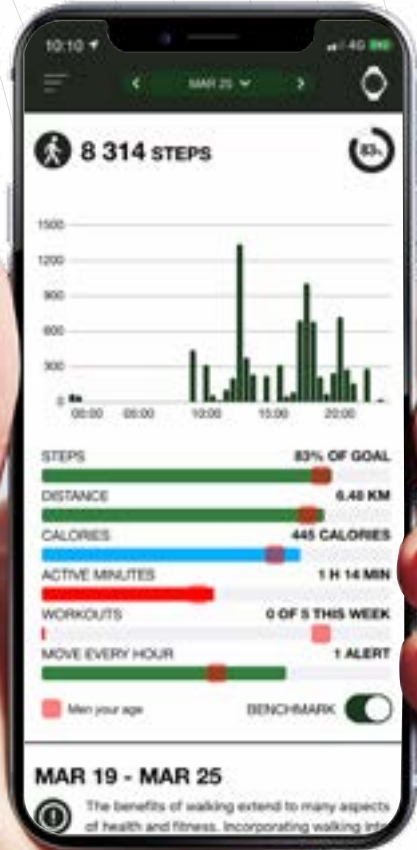 10:10 4G
MAR 25
8 314 STEPS 83%
1500
1200
900
600
300
0
00:00 05:00 10:00 15:00 20:00
STEPS 83% OF GOAL
DISTANCE 6.48 KM
CALORIES 445 CALORIES
ACTIVE MINUTES 1 H 14 MIN
WORKOUTS 0 OF 5 THIS WEEK
MOVE EVERY HOUR 1 ALERT
Men your age BENCHMARK
MAR 19 - MAR 25
The benefits of walking extend to many aspects
of health and fitness. Incorporating walking into